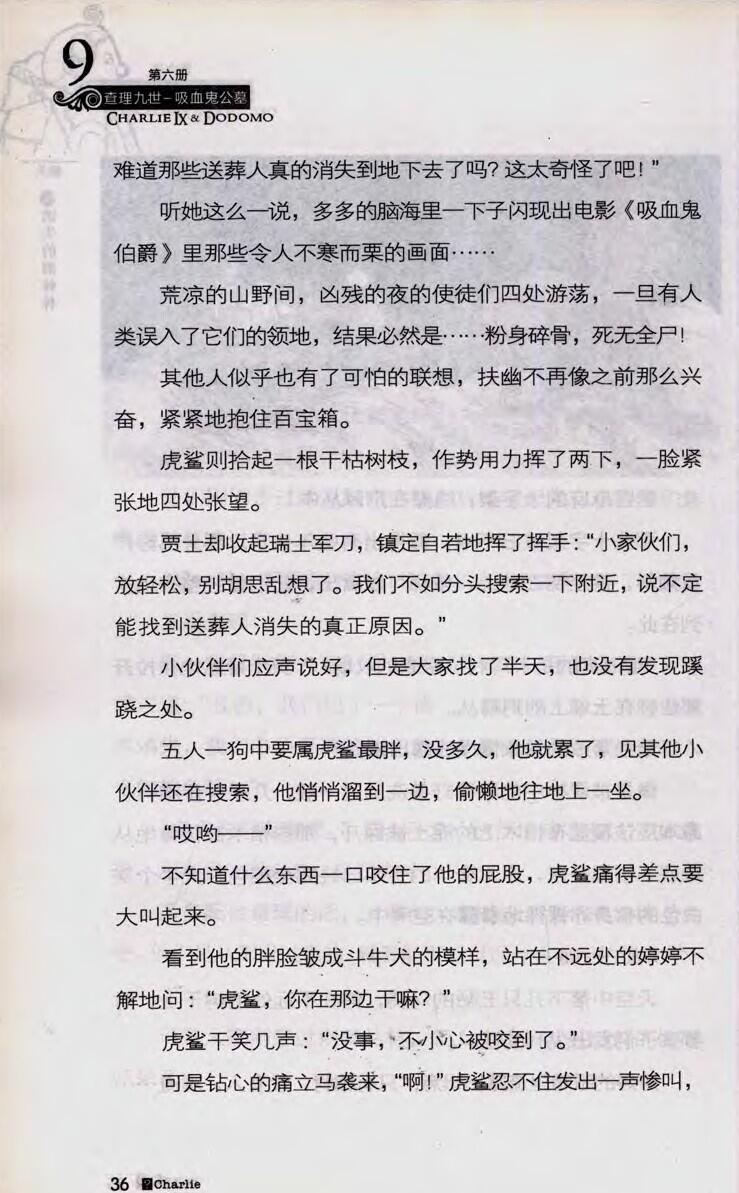 9
第六册
查理九世-吸血鬼公墓
CHARLIE IX & DODOMO
难道那些送葬人真的消失到地下去了吗?这太奇怪了吧!”
听她这么一说，多多的脑海里一下子闪现出电影《吸血鬼
伯爵》里那些令人不寒而栗的画面……
荒凉的山野间，凶残的夜的使徒们四处游荡，一旦有人
类误入了它们的领地，结果必然是……粉身碎骨，死无全尸!
其他人似乎也有了可怕的联想，扶幽不再像之前那么兴
奋，紧紧地抱住百宝箱。
虎鲨则拾起一根干枯树枝，作势用力挥了两下，一脸紧
张地四处张望。
贾士却收起瑞士军刀，镇定自若地挥了挥手:“小家伙们，
放轻松，别胡思乱想了。我们不如分头搜索一下附近，说不定
能找到送葬人消失的真正原因。”
小伙伴们应声说好，但是大家找了半天，也没有发现蹊
跷之处。
五人一狗中要属虎鲨最胖，没多久，他就累了，见其他小
伙伴还在搜索，他悄悄溜到一边，偷懒地往地上一坐。
“哎哟——”
不知道什么东西一口咬住了他的屁股，虎鲨痛得差点要
大叫起来。
看到他的胖脸皱成斗牛犬的模样，站在不远处的婷婷不
解地问:“虎鲨，你在那边干嘛?”
虎鲨干笑几声:“没事，不小心被咬到了。”
可是钻心的痛立马袭来，“啊!”虎鲨忍不住发出一声惨叫，
36 Charlie